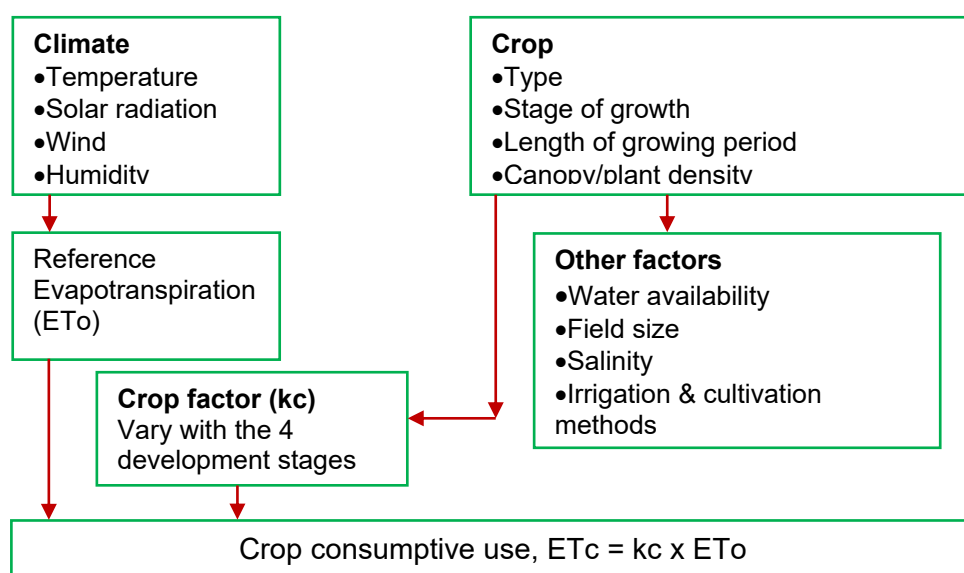 Climate
•Temperature
•Solar radiation
•Wind
•Humidity
Crop
•Type
•Stage of growth
•Length of growing period
•Canopy/plant density
Reference
Evapotranspiration
(ETo)
Other factors
•Water availability
•Field size
•Salinity
•Irrigation & cultivation
methods
Crop factor (kc)
Vary with the 4
development stages
Crop consumptive use, ETc = kc x ETo